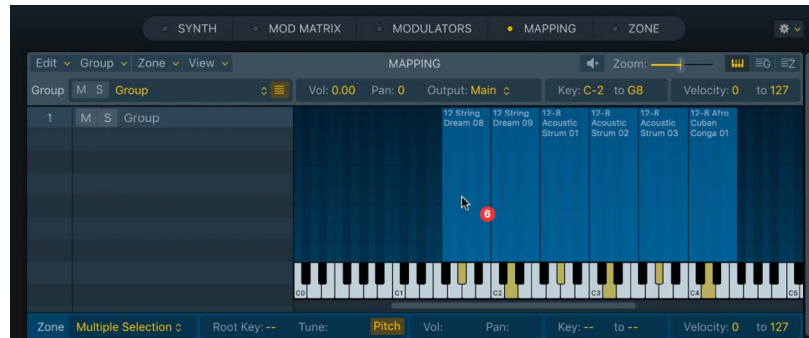 SYNTH MOD MATRIX MODULATORS MAPPING ZONE
Edit Group Zone View MAPPING Zoom:
Group M S Group Vol: 0.00 Pan: 0 Output: Main Key: C-2 to G8 Velocity: 0 to 127
1 M S Group
12 String Dream 08
12 String Dream 09
12-8 Acoustic Strum 01
12-8 Acoustic Strum 02
12-8 Acoustic Strum 03
12-8 Afro Cuban Conga 01
6
C0 C1 C2 C3 C4 C5
Zone Multiple Selection Root Key: -- Tune: Pitch Vol: Pan: Key: -- to -- Velocity: 0 to 127